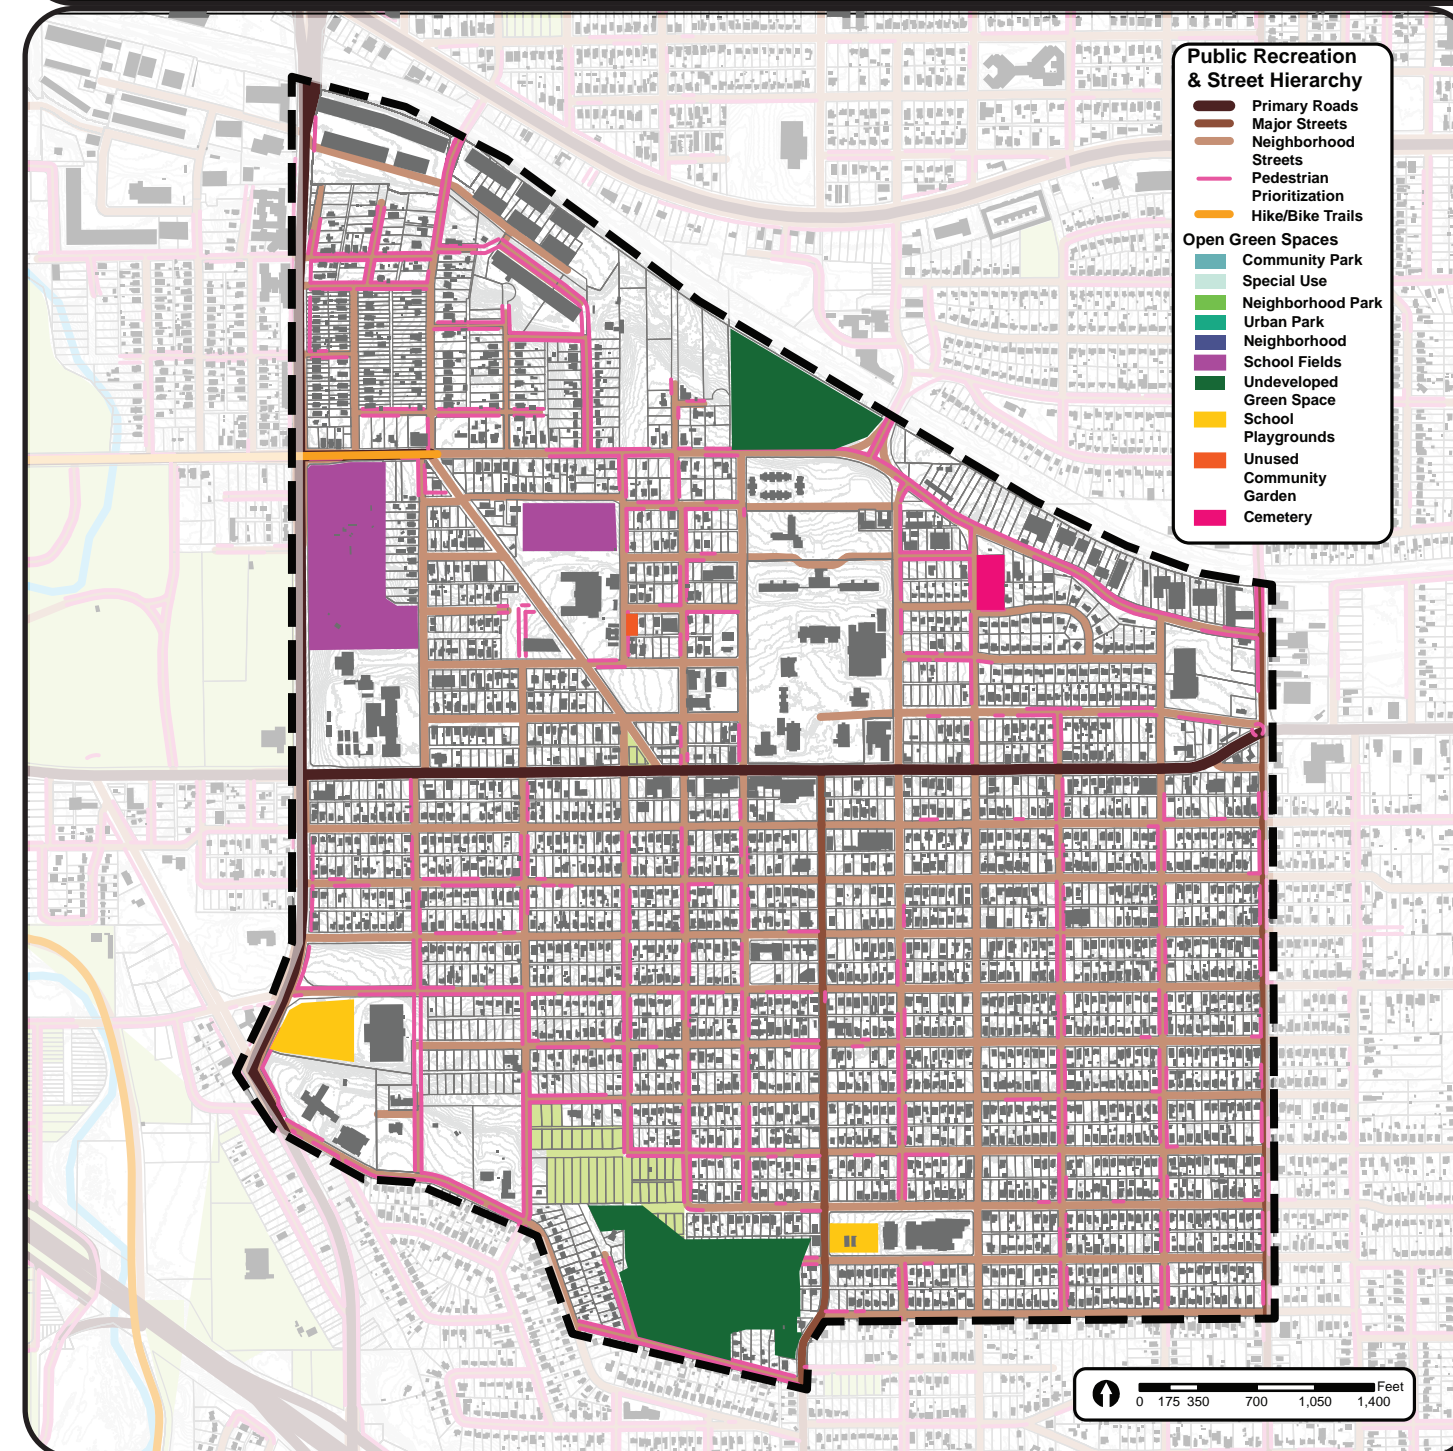 Public Recreation
& Street Hierarchy
Primary Roads
Major Streets
Neighborhood
Streets
Pedestrian
Prioritization
Hike/Bike Trails
Open Green Spaces
Community Park
Special Use
Neighborhood Park
Urban Park
Neighborhood
School Fields
Undeveloped
Green Space
School
Playgrounds
Unused
Community
Garden
Cemetery
Feet
0 175 350 700 1,050 1,400